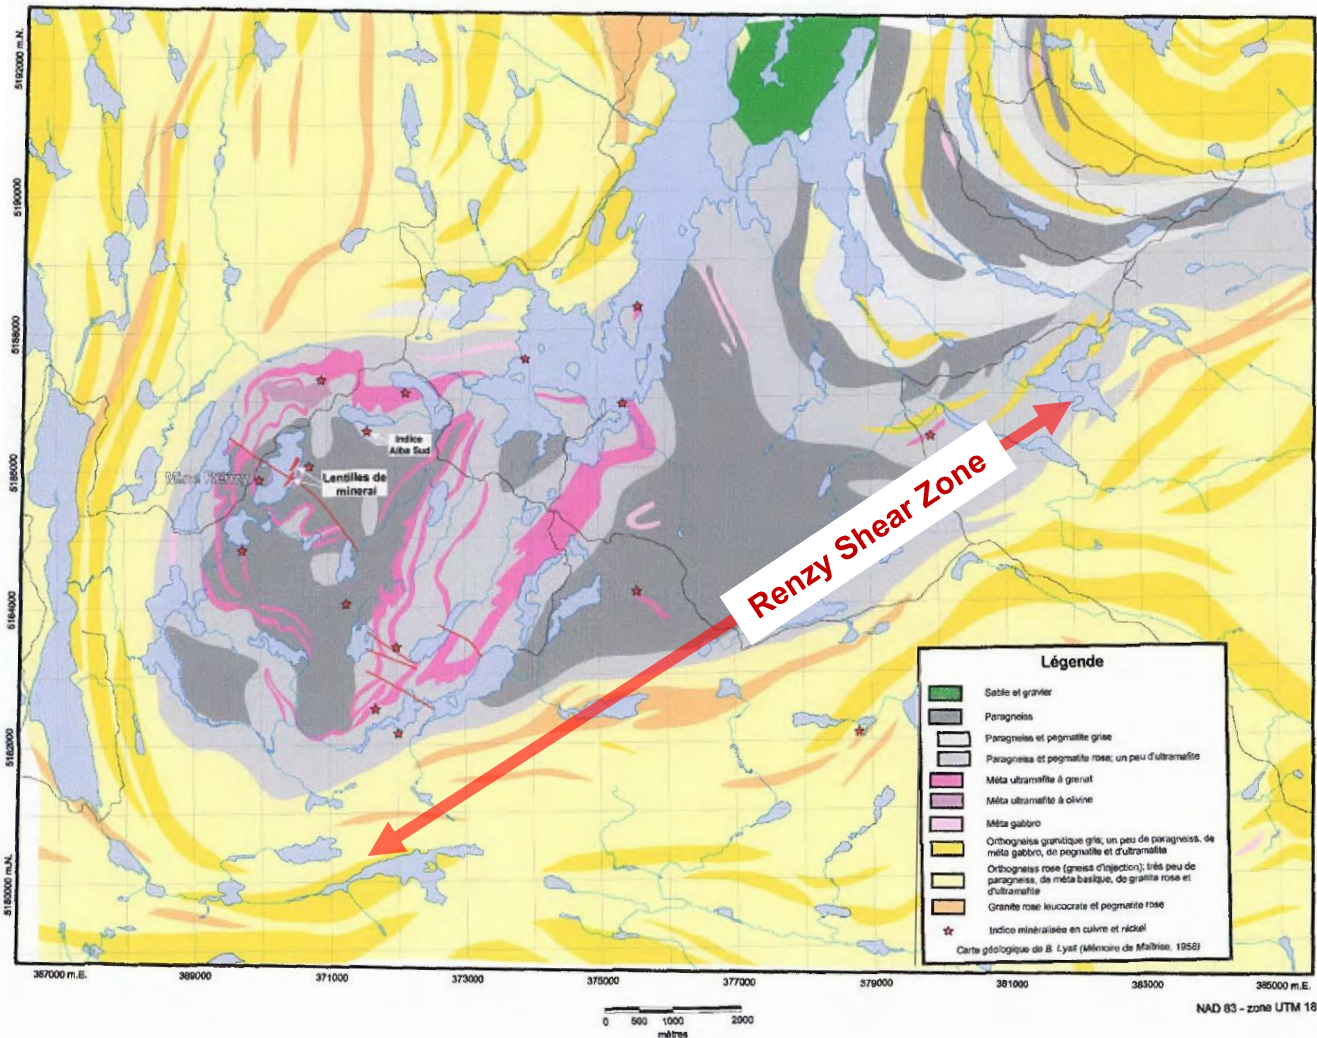 5192000 m.N.
5190000
5188000
5186000
5184000
5182000
5180000 m.N.
Indice
Alba Sud
Mine Renzy
Lentilles de
minerai
Renzy Shear Zone
Légende
Sable et gravier
Paragneiss
Paragneiss et pegmatite grise
Paragneiss et pegmatite rose; un peu d'ultramafite
Méta ultramafite à grenat
Méta ultramafite à olivine
Méta gabbro
Orthogneiss granitique gris; un peu de paragneiss, de
méta gabbro, de pegmatite et d'ultramafite
Orthogneiss rose (gneiss d'injection); très peu de
paragneiss, de méta basique, de granite rose et
d'ultramafite
Granite rose leucocrate et pegmatite rose
Indice minéralisée en cuivre et nickel
Carte géologique de B. Lyall (Mémoire de Maîtrise, 1958)
367000 m.E.
369000
371000
373000
375000
377000
379000
381000
383000
385000 m.E.
0 500 1000 2000
mètres
NAD 83 - zone UTM 18